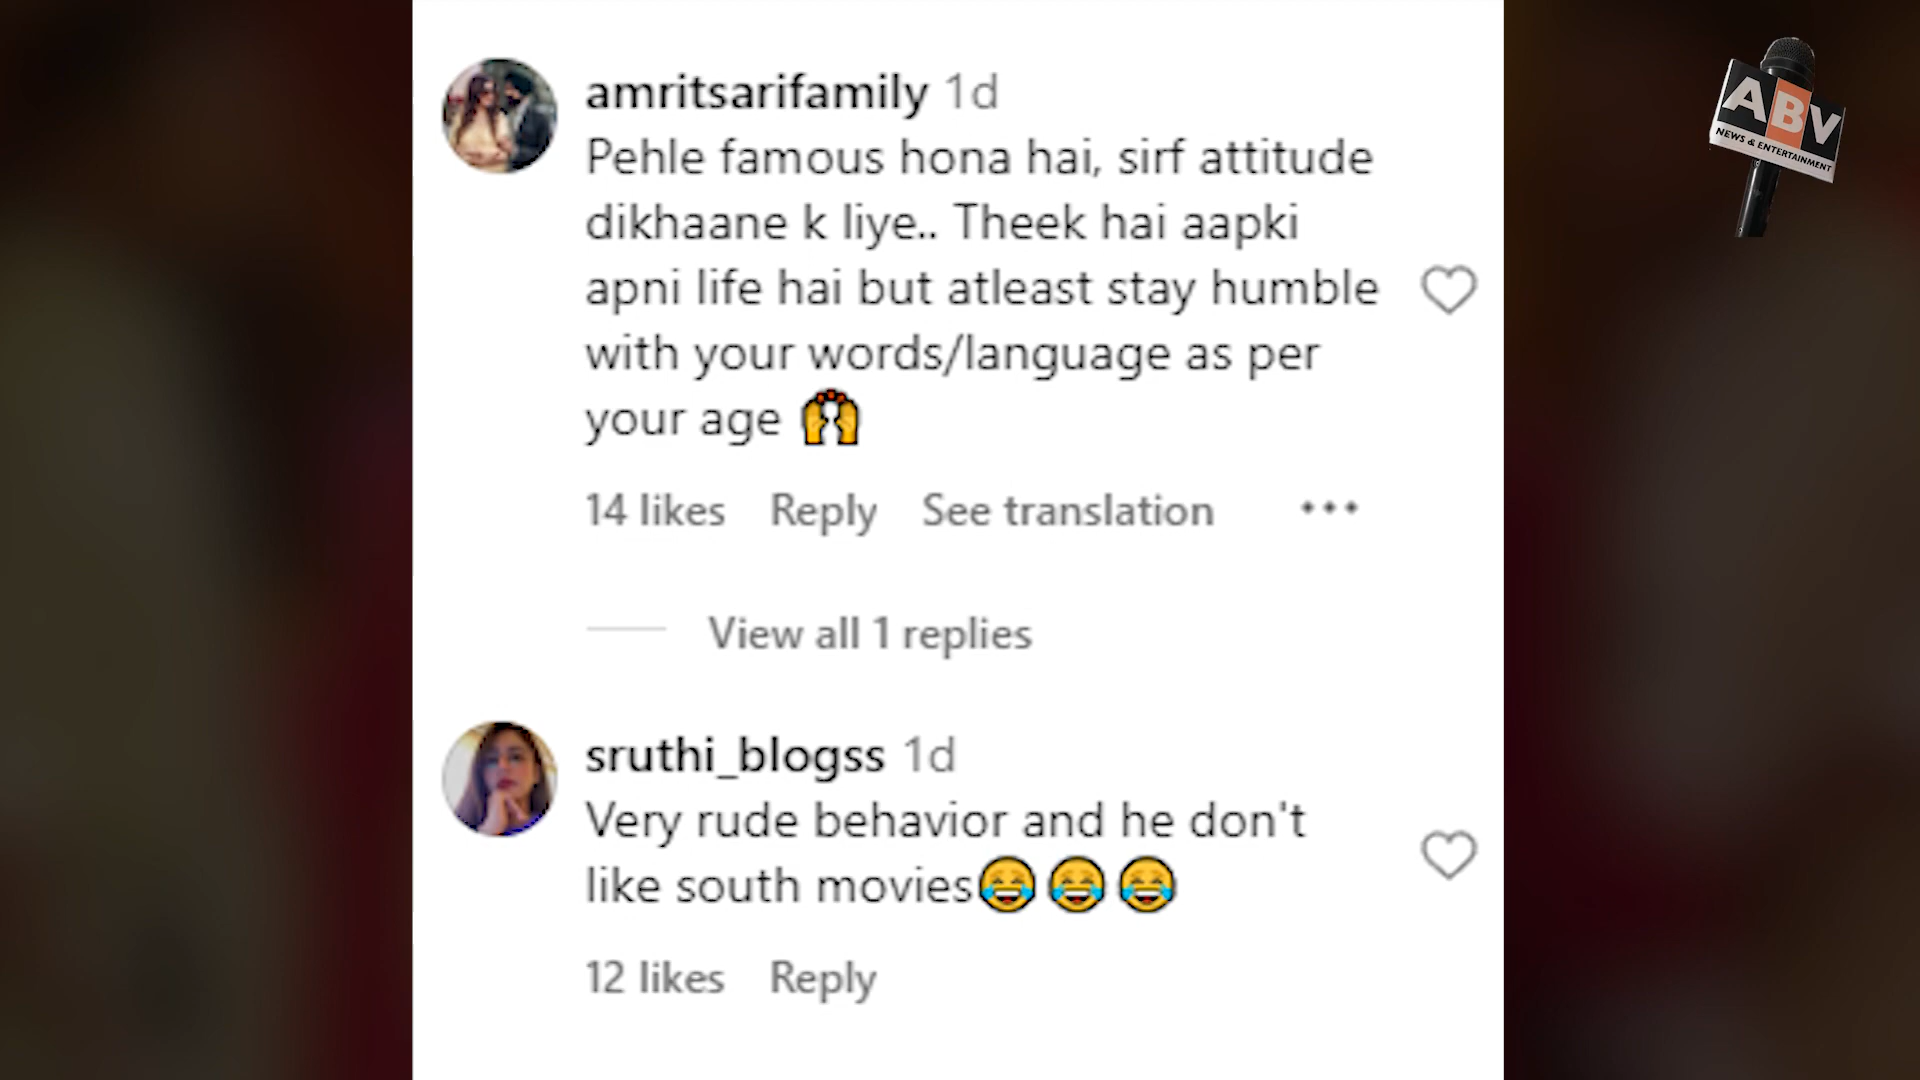 amritsarifamily 1d
Pehle famous hona hai, sirf attitude
dikhaane k liye.. Theek hai aapki
apni life hai but atleast stay humble
with your words/language as per
your age 🙌
14 likes Reply See translation •••
View all 1 replies
sruthi_blogss 1d
Very rude behavior and he don't
like south movies😂😂😂
12 likes Reply
ABV
NEWS & ENTERTAINMENT